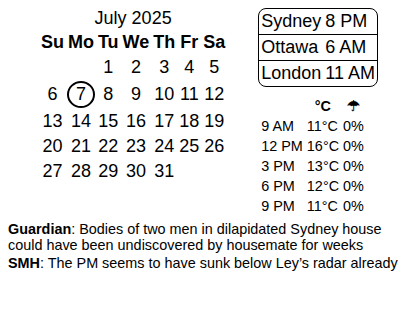 July 2025
Su Mo Tu We Th Fr Sa
1 2 3 4 5
6 7 8 9 10 11 12
13 14 15 16 17 18 19
20 21 22 23 24 25 26
27 28 29 30 31
Sydney 8 PM
Ottawa 6 AM
London 11 AM
°C ☂
9 AM 11°C 0%
12 PM 16°C 0%
3 PM 13°C 0%
6 PM 12°C 0%
9 PM 11°C 0%
Guardian: Bodies of two men in dilapidated Sydney house
could have been undiscovered by housemate for weeks
SMH: The PM seems to have sunk below Ley’s radar already